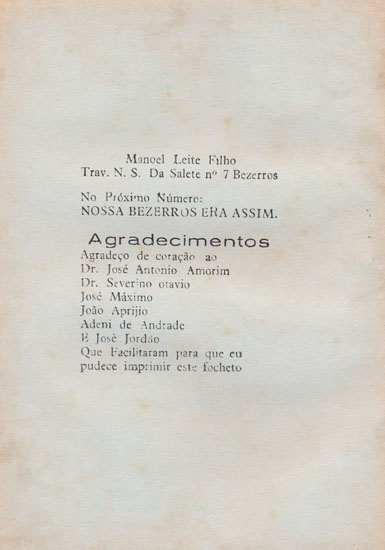 Manoel Leite Filho
Trav. N. S. Da Salete nº 7 Bezerros
No Próximo Número:
NOSSA BEZERROS ERA ASSIM.
Agradecimentos
Agradeço de coração ao
Dr. José Antonio Amorim
Dr. Severino otavio
José Máximo
João Aprijio
Adeni de Andrade
E Josè Jordão
Que Facilitaram para que eu
pudece imprimir este focheto